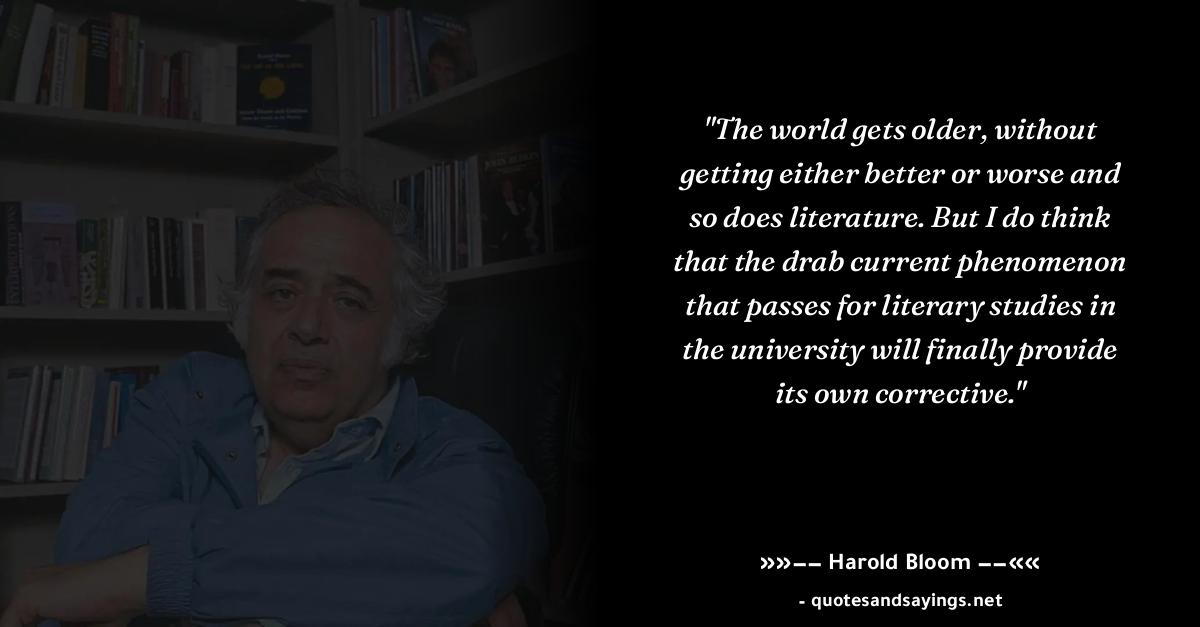 "The world gets older, without
getting either better or worse and
so does literature. But I do think
that the drab current phenomenon
that passes for literary studies in
the university will finally provide
its own corrective."
»»–– Harold Bloom ––««
- quotesandsayings.net